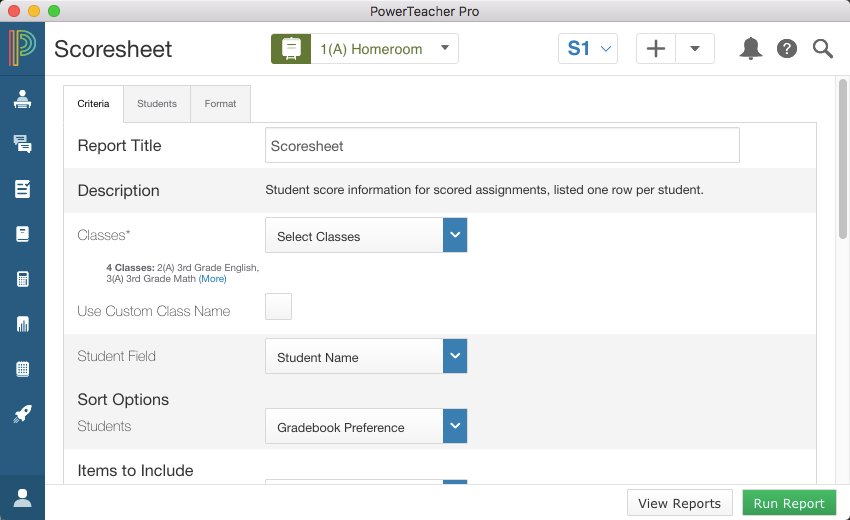 PowerTeacher Pro
Scoresheet
1(A) Homeroom
S1
Criteria
Students
Format
Report Title
Scoresheet
Description
Student score information for scored assignments, listed one row per student.
Classes*
Select Classes
4 Classes: 2(A) 3rd Grade English,
3(A) 3rd Grade Math (More)
Use Custom Class Name
Student Field
Student Name
Sort Options
Students
Gradebook Preference
Items to Include
View Reports
Run Report